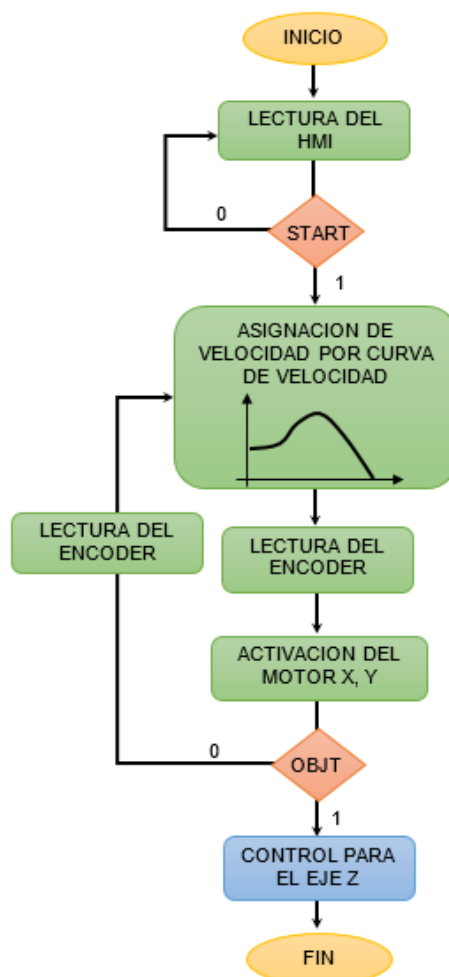 INICIO
LECTURA DEL
HMI
0
START
1
ASIGNACION DE
VELOCIDAD POR CURVA
DE VELOCIDAD
LECTURA DEL
ENCODER
LECTURA DEL
ENCODER
ACTIVACION DEL
MOTOR X, Y
0
OBJT
1
CONTROL PARA
EL EJE Z
FIN